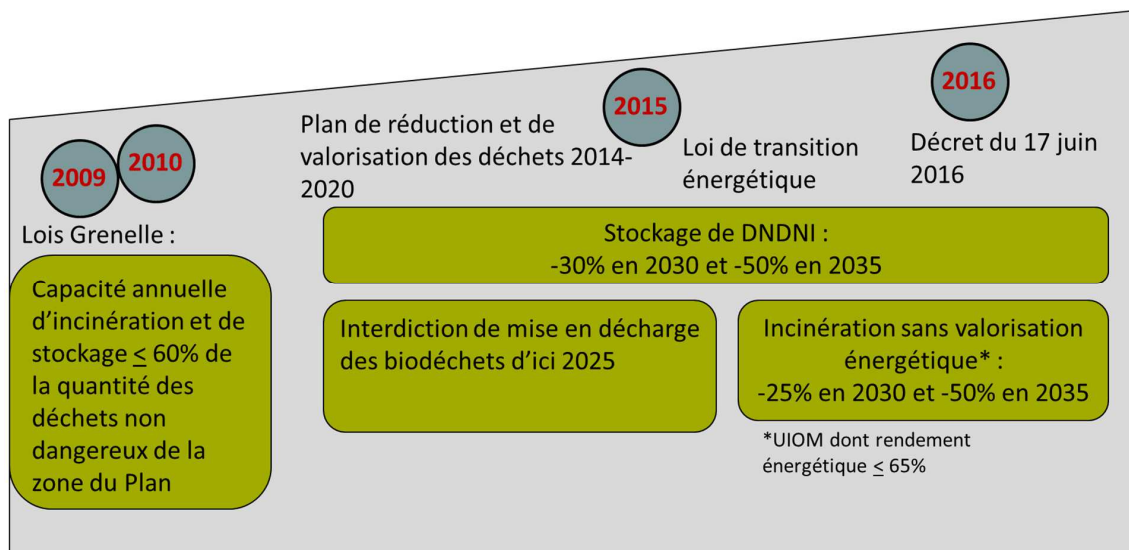 2009
2010
Lois Grenelle :
Capacité annuelle
d'incinération et de
stockage ≤ 60% de
la quantité des
déchets non
dangereux de la
zone du Plan
Plan de réduction et de
valorisation des déchets 2014-
2020
2015
Loi de transition
énergétique
2016
Décret du 17 juin
2016
Stockage de DNDNI :
-30% en 2030 et -50% en 2035
Interdiction de mise en décharge
des biodéchets d'ici 2025
Incinération sans valorisation
énergétique* :
-25% en 2030 et -50% en 2035
*UIOM dont rendement
énergétique ≤ 65%